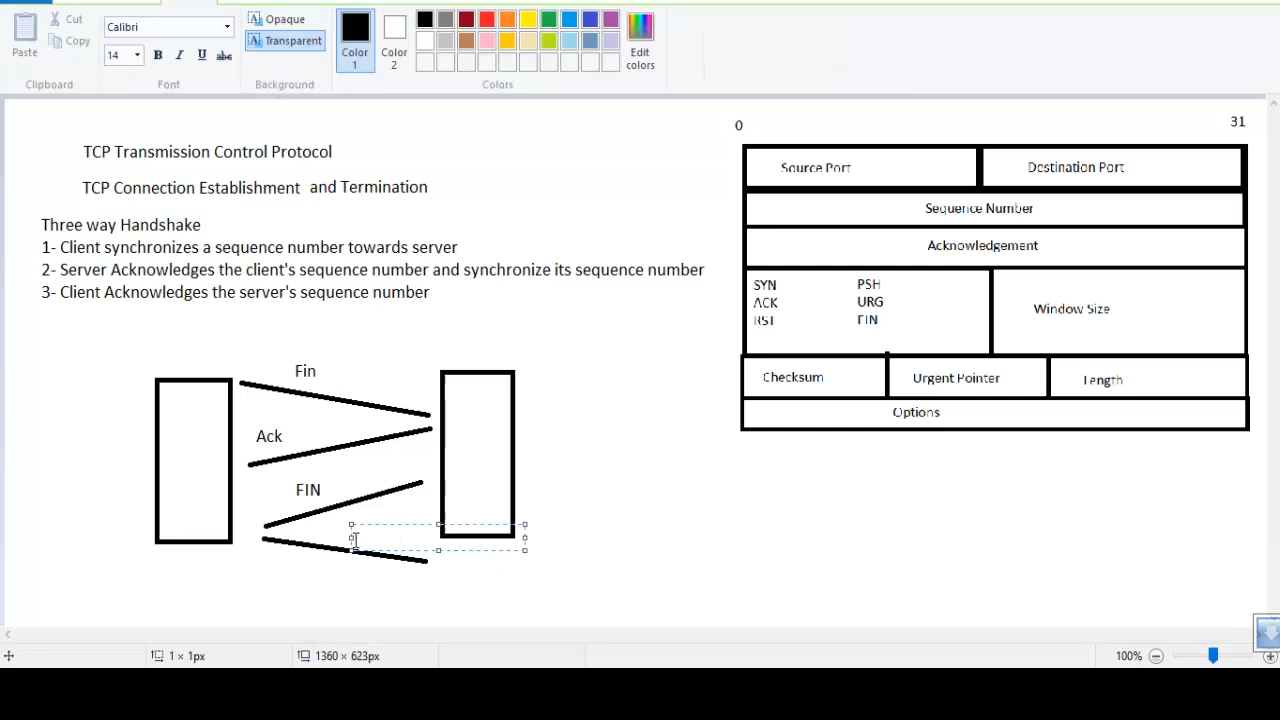 Cut
Copy
Paste
Clipboard
Calibri
14
B I U abc
Font
Opaque
Transparent
Background
Color 1
Color 2
Edit colors
Colors
TCP Transmission Control Protocol
TCP Connection Establishment and Termination
Three way Handshake
1- Client synchronizes a sequence number towards server
2- Server Acknowledges the client's sequence number and synchronize its sequence number
3- Client Acknowledges the server's sequence number
Fin
Ack
FIN
0
31
Source Port
Destination Port
Sequence Number
Acknowledgement
SYN PSH
ACK URG
RST FIN
Window Size
Checksum
Urgent Pointer
Length
Options
1 × 1px
1360 × 623px
100%